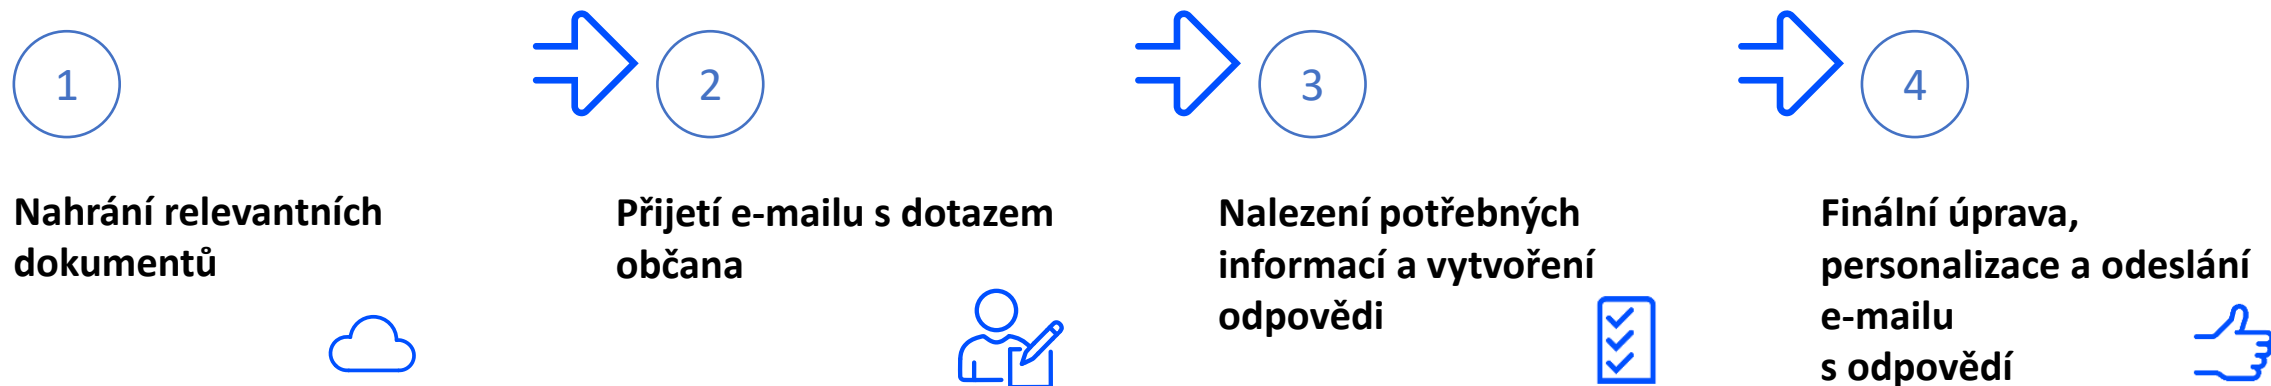 1
Nahrání relevantních
dokumentů
2
Přijetí e-mailu s dotazem
občana
3
Nalezení potřebných
informací a vytvoření
odpovědi
4
Finální úprava,
personalizace a odeslání
e-mailu
s odpovědí